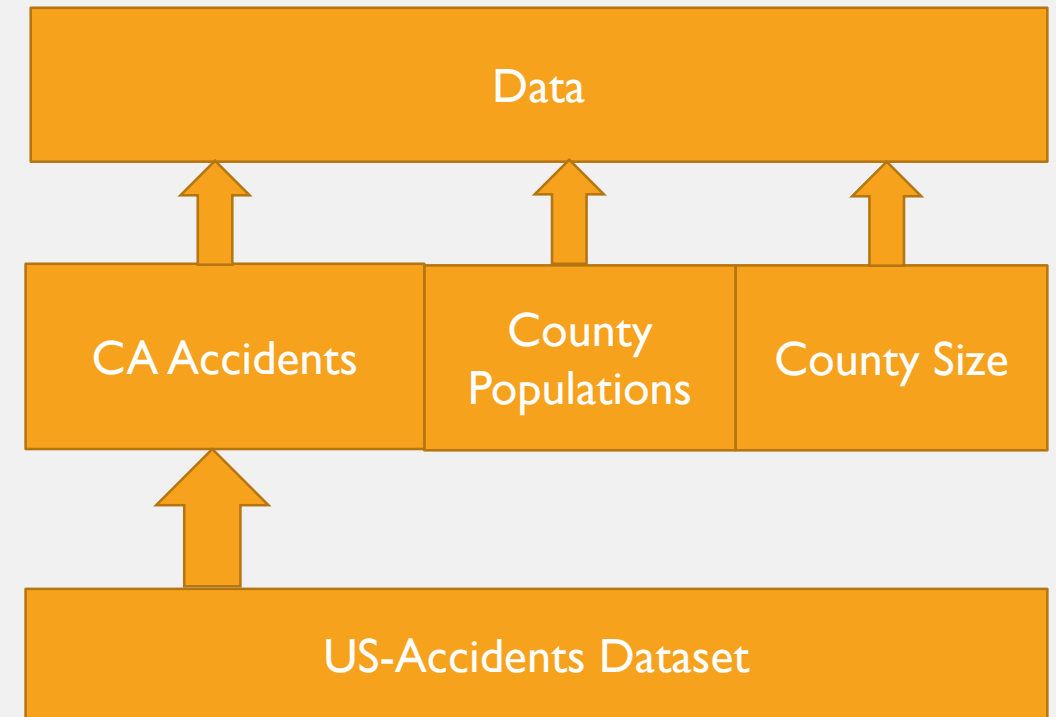 Data
CA Accidents
County
Populations
County Size
US-Accidents Dataset